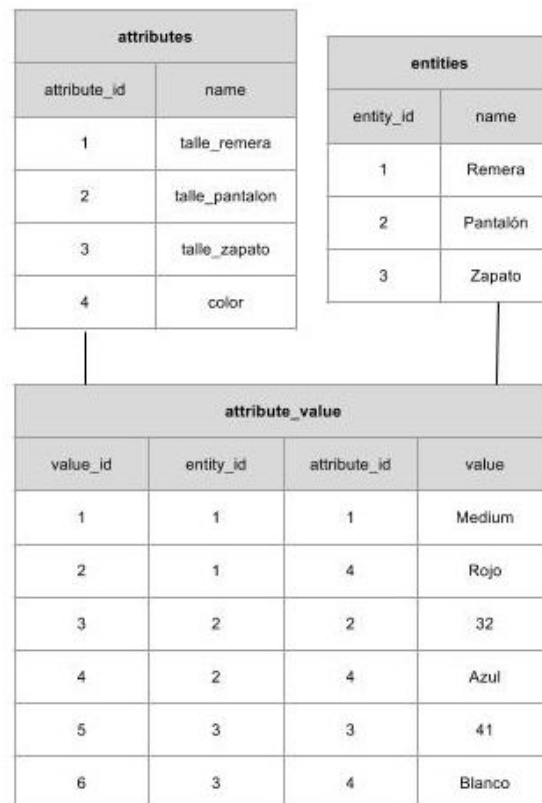 attributes
attribute_id name
1 talle_remera
2 talle_pantalon
3 talle_zapato
4 color
entities
entity_id name
1 Remera
2 Pantalón
3 Zapato
attribute_value
value_id entity_id attribute_id value
1 1 1 Medium
2 1 4 Rojo
3 2 2 32
4 2 4 Azul
5 3 3 41
6 3 4 Blanco